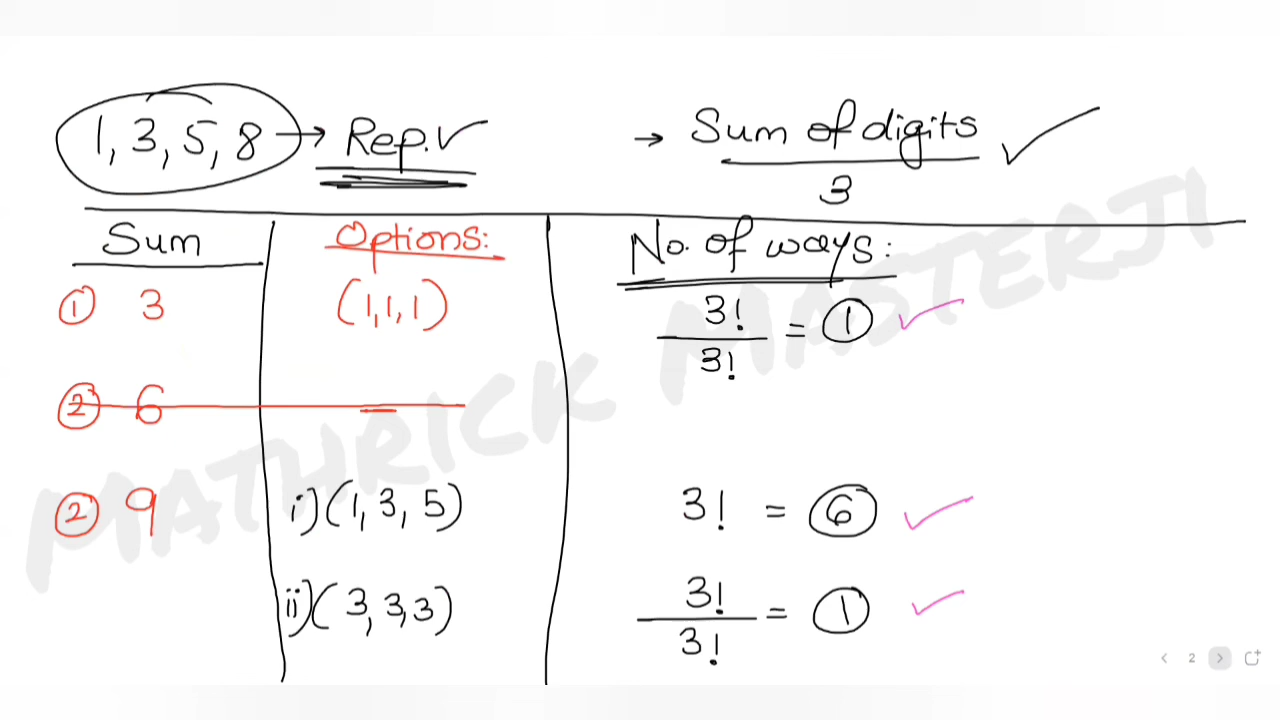 1, 3, 5, 8 → Rep.✓ → Sum of digits / 3 ✓
Sum Options: No. of ways:
① 3 (1,1,1) 3!/3! = ① ✓
② 6 —
② 9 i) (1, 3, 5) 3! = ⑥ ✓
ii) (3, 3, 3) 3!/3! = ① ✓
MATHRICK MASTERJI
< 2 >